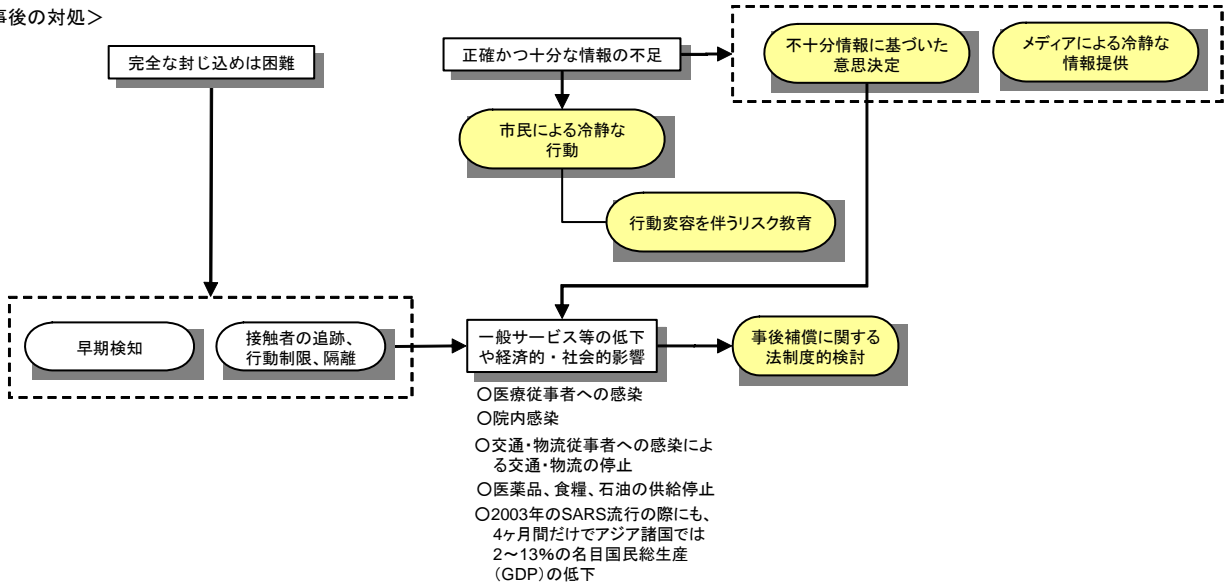 事後の対処＞
完全な封じ込めは困難
正確かつ十分な情報の不足
不十分情報に基づいた
意思決定
メディアによる冷静な
情報提供
市民による冷静な
行動
行動変容を伴うリスク教育
早期検知
接触者の追跡、
行動制限、隔離
一般サービス等の低下
や経済的・社会的影響
事後補償に関する
法制度的検討
○医療従事者への感染
○院内感染
○交通・物流従事者への感染によ
る交通・物流の停止
○医薬品、食糧、石油の供給停止
○2003年のSARS流行の際にも、
4ヶ月間だけでアジア諸国では
2～13%の名目国民総生産
（GDP）の低下